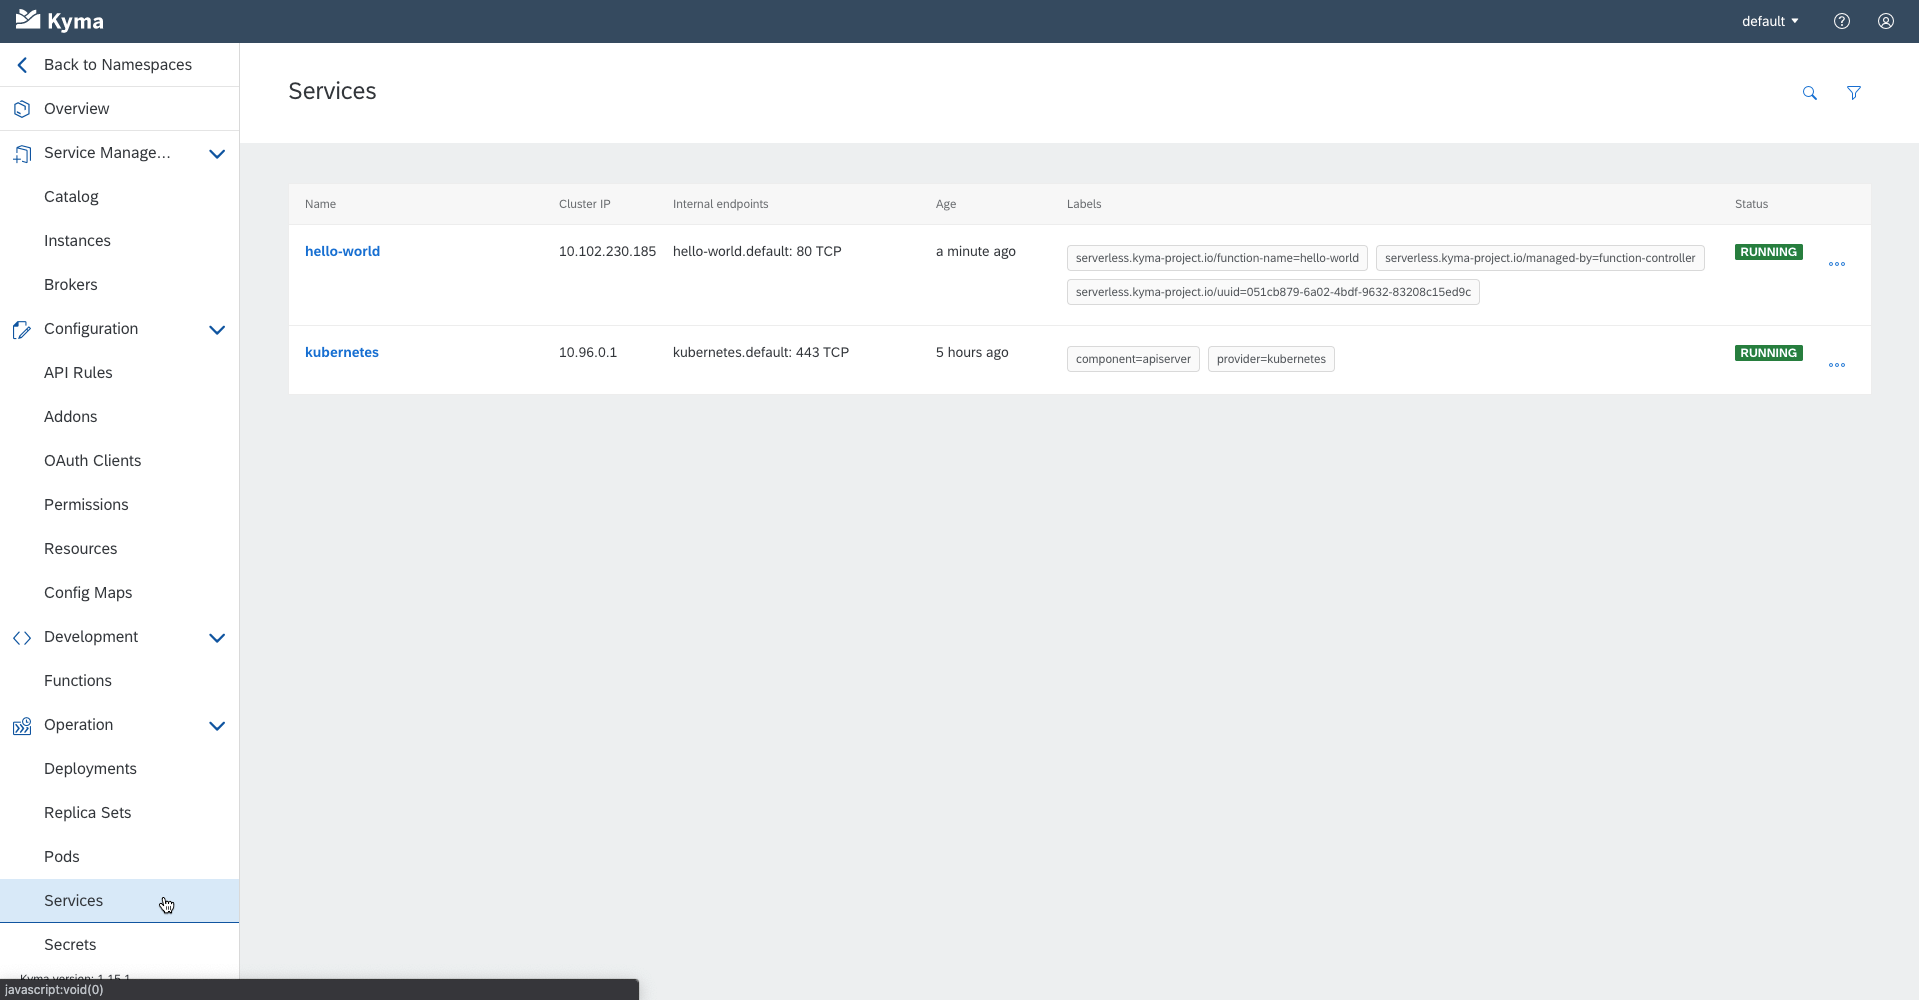 Kyma
default
Back to Namespaces
Overview
Service Manage...
Catalog
Instances
Brokers
Configuration
API Rules
Addons
OAuth Clients
Permissions
Resources
Config Maps
Development
Functions
Operation
Deployments
Replica Sets
Pods
Services
Secrets
Kyma version: 1.15.1
javascript:void(0)
Services
Name Cluster IP Internal endpoints Age Labels Status
hello-world 10.102.230.185 hello-world.default: 80 TCP a minute ago serverless.kyma-project.io/function-name=hello-world serverless.kyma-project.io/managed-by=function-controller RUNNING
serverless.kyma-project.io/uuid=051cb879-6a02-4bdf-9632-83208c15ed9c
kubernetes 10.96.0.1 kubernetes.default: 443 TCP 5 hours ago component=apiserver provider=kubernetes RUNNING